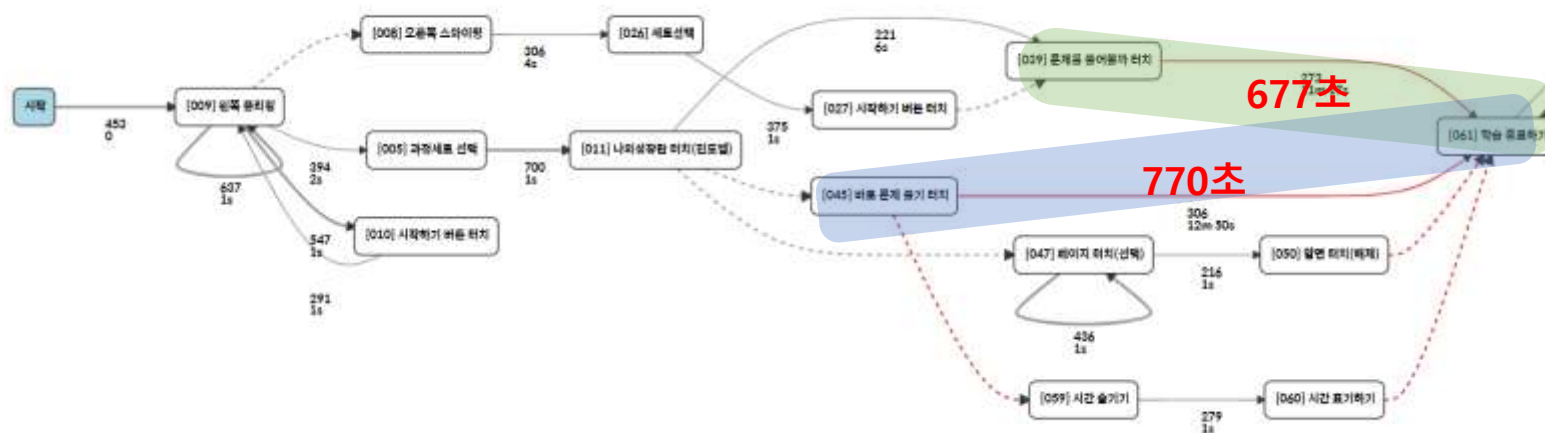 [008] 오른쪽 스와이핑
[026] 세트선택
306
4s
221
6s
[039] 문제를 풀어볼까 터치
시작
453
0
[009] 왼쪽 플리킹
[027] 시작하기 버튼 터치
375
1s
677초
[061] 학습 종료하기
[005] 과정세트 선택
394
2s
700
1s
[011] 나의성장판 터치(진도맵)
637
1s
[045] 바로 문제 풀기 터치
770초
306
12m 50s
[010] 시작하기 버튼 터치
547
1s
291
1s
[047] 페이지 터치(선택)
436
1s
216
1s
[050] 화면 터치(해제)
[059] 시간 숨기기
279
1s
[060] 시간 표기하기